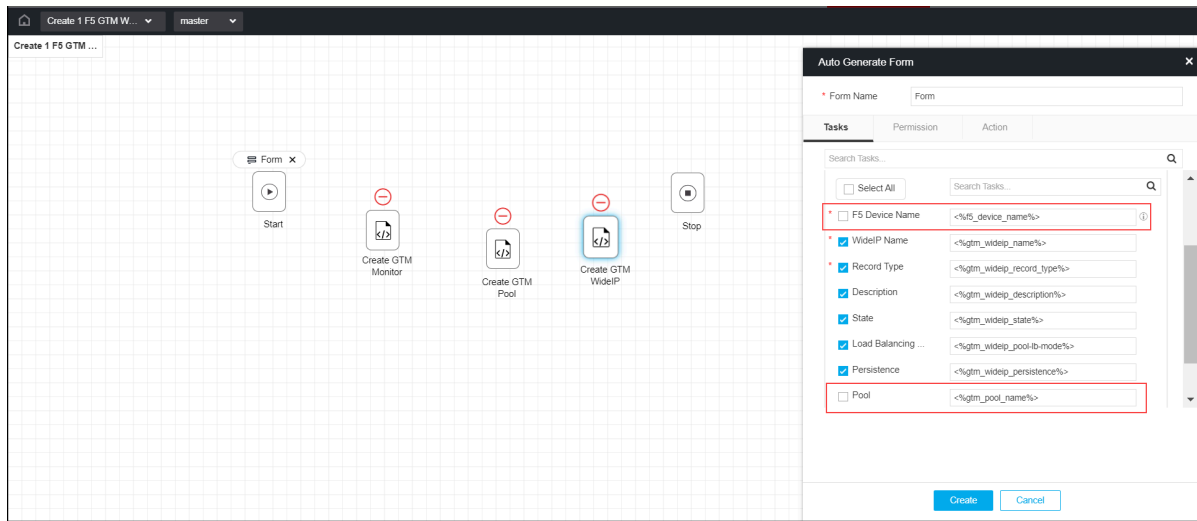 Create 1 F5 GTM W... master
Create 1 F5 GTM ...
Form
Start
Create GTM
Monitor
Create GTM
Pool
Create GTM
WideIP
Stop
Auto Generate Form
* Form Name Form
Tasks Permission Action
Search Tasks...
Select All Search Tasks...
* F5 Device Name <%f5_device_name%>
* WideIP Name <%gtm_wideip_name%>
* Record Type <%gtm_wideip_record_type%>
Description <%gtm_wideip_description%>
State <%gtm_wideip_state%>
Load Balancing ... <%gtm_wideip_pool-lb-mode%>
Persistence <%gtm_wideip_persistence%>
Pool <%gtm_pool_name%>
Create Cancel